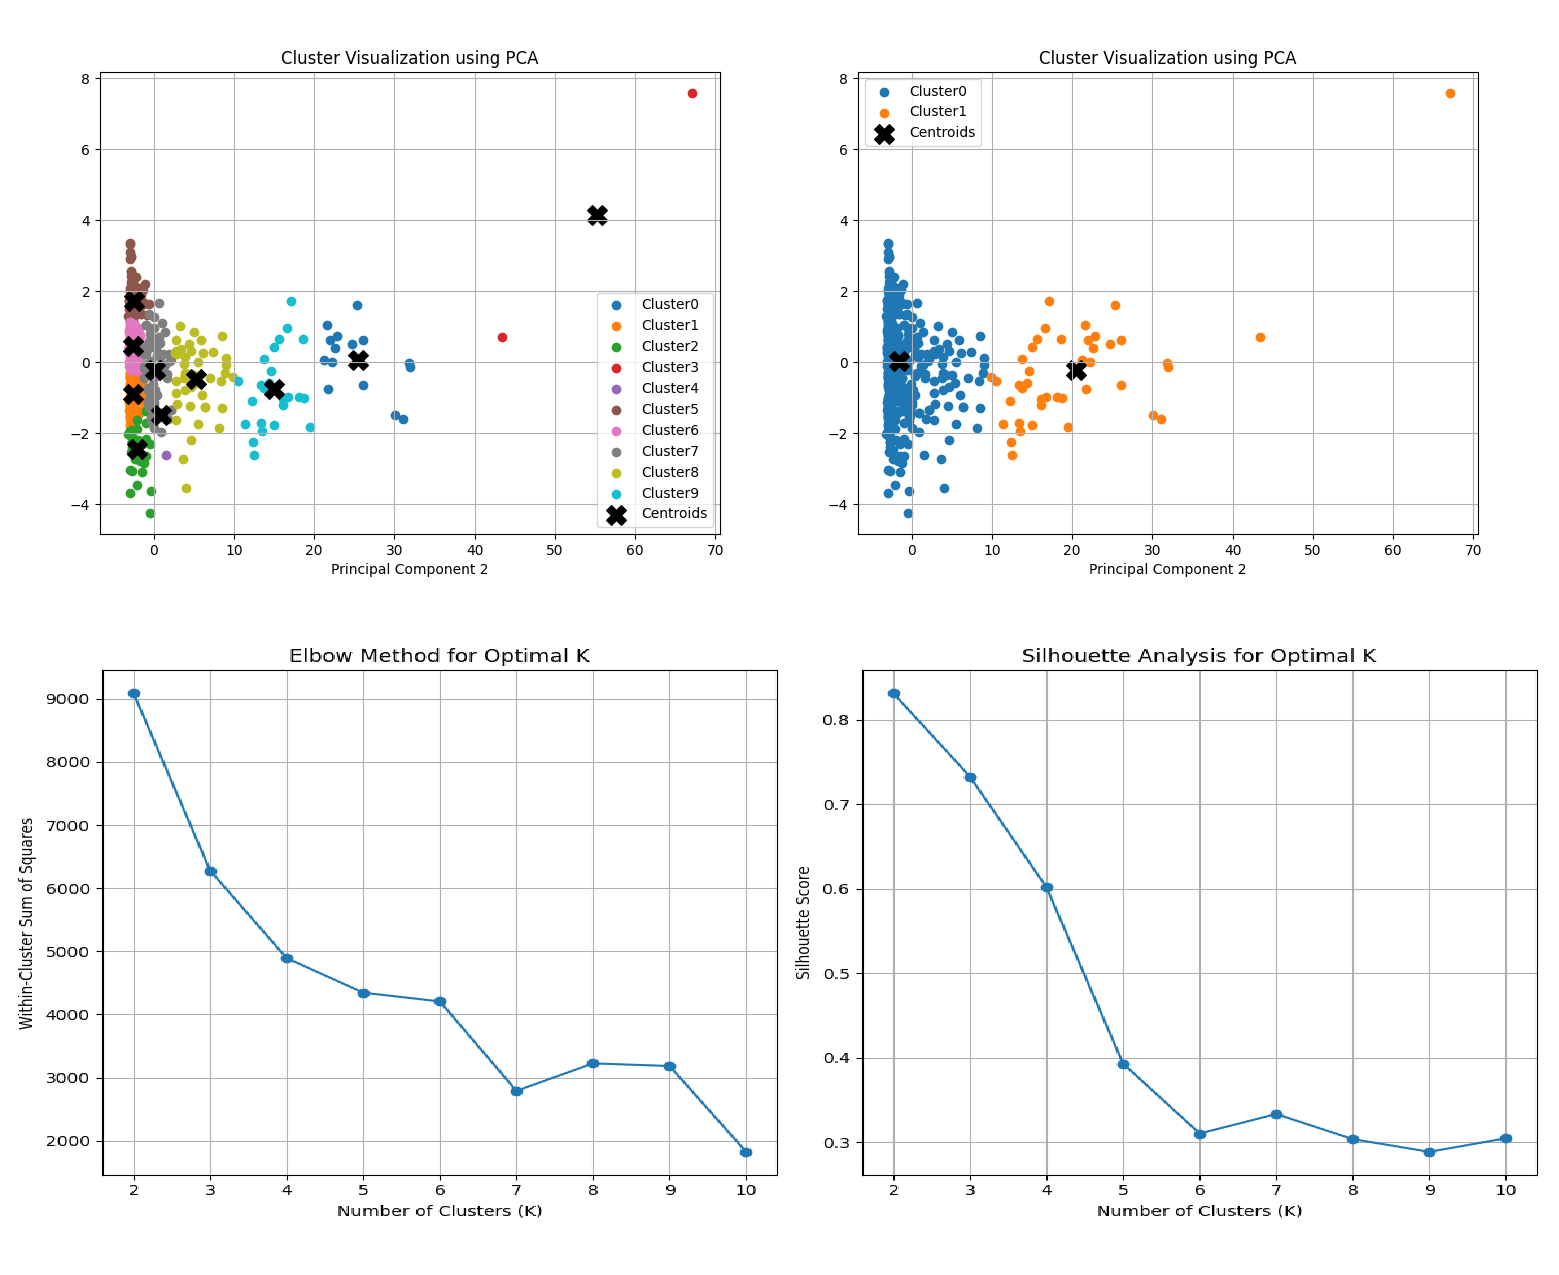 Cluster Visualization using PCA
8
6
4
2
0
−2
−4
0 10 20 30 40 50 60 70
Principal Component 2
Cluster0
Cluster1
Cluster2
Cluster3
Cluster4
Cluster5
Cluster6
Cluster7
Cluster8
Cluster9
Centroids
Cluster Visualization using PCA
Cluster0
Cluster1
Centroids
8
6
4
2
0
−2
−4
0 10 20 30 40 50 60 70
Principal Component 2
Elbow Method for Optimal K
Within-Cluster Sum of Squares
9000
8000
7000
6000
5000
4000
3000
2000
2 3 4 5 6 7 8 9 10
Number of Clusters (K)
Silhouette Analysis for Optimal K
Silhouette Score
0.8
0.7
0.6
0.5
0.4
0.3
2 3 4 5 6 7 8 9 10
Number of Clusters (K)